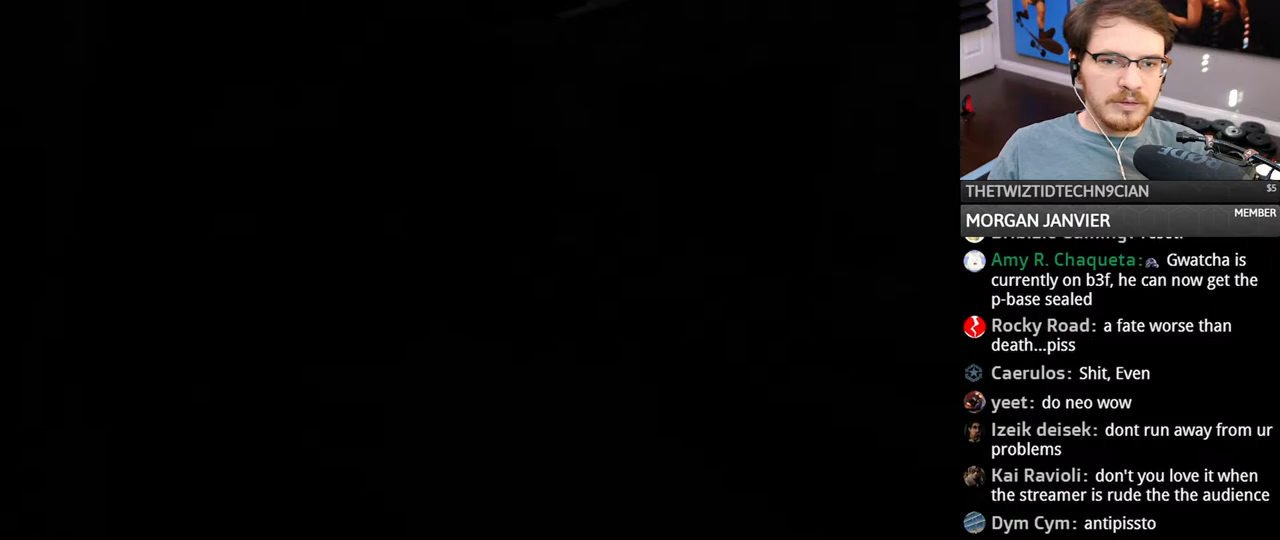 RODE
THETWIZTIDTECHN9CIAN $5
MORGAN JANVIER MEMBER
Amy R. Chaqueta: Gwatcha is
currently on b3f, he can now get the
p-base sealed
Rocky Road: a fate worse than
death...piss
Caerulos: Shit, Even
yeet: do neo wow
Izeik deisek: dont run away from ur
problems
Kai Ravioli: don't you love it when
the streamer is rude the the audience
Dym Cym: antipissto